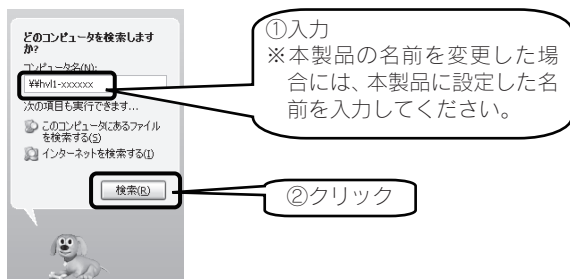 どのコンピュータを検索します
か?
コンピュータ名(N):
¥¥hvl1-xxxxxx
次の項目も実行できます...
このコンピュータにあるファイル
を検索する(S)
インターネットを検索する(I)
検索(R)
①入力
※本製品の名前を変更した場
合には、本製品に設定した名
前を入力してください。
②クリック